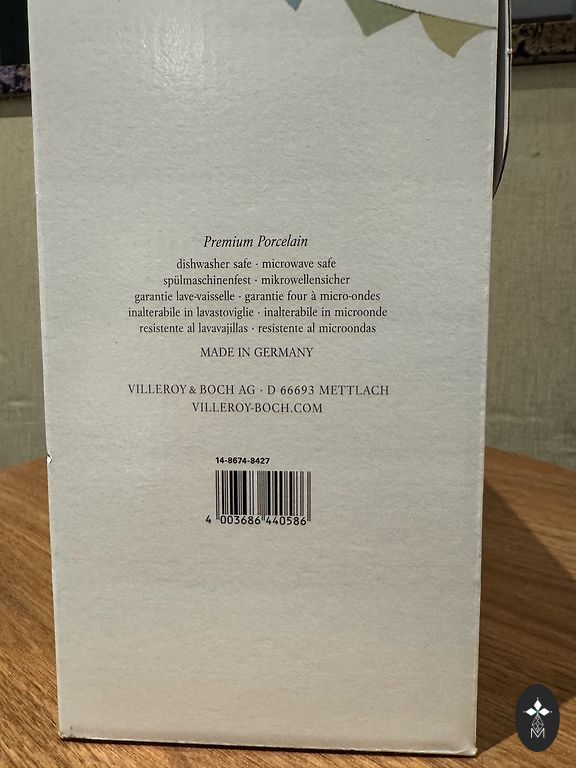 Premium Porcelain
dishwasher safe · microwave safe
spülmaschinenfest · mikrowellensicher
garantie lave-vaisselle · garantie four à micro-ondes
inalterabile in lavastoviglie · inalterabile in microonde
resistente al lavavajillas · resistente al microondas
MADE IN GERMANY
VILLEROY & BOCH AG · D 66693 METTLACH
VILLEROY-BOCH.COM
14-8674-8427
4 003686 440586